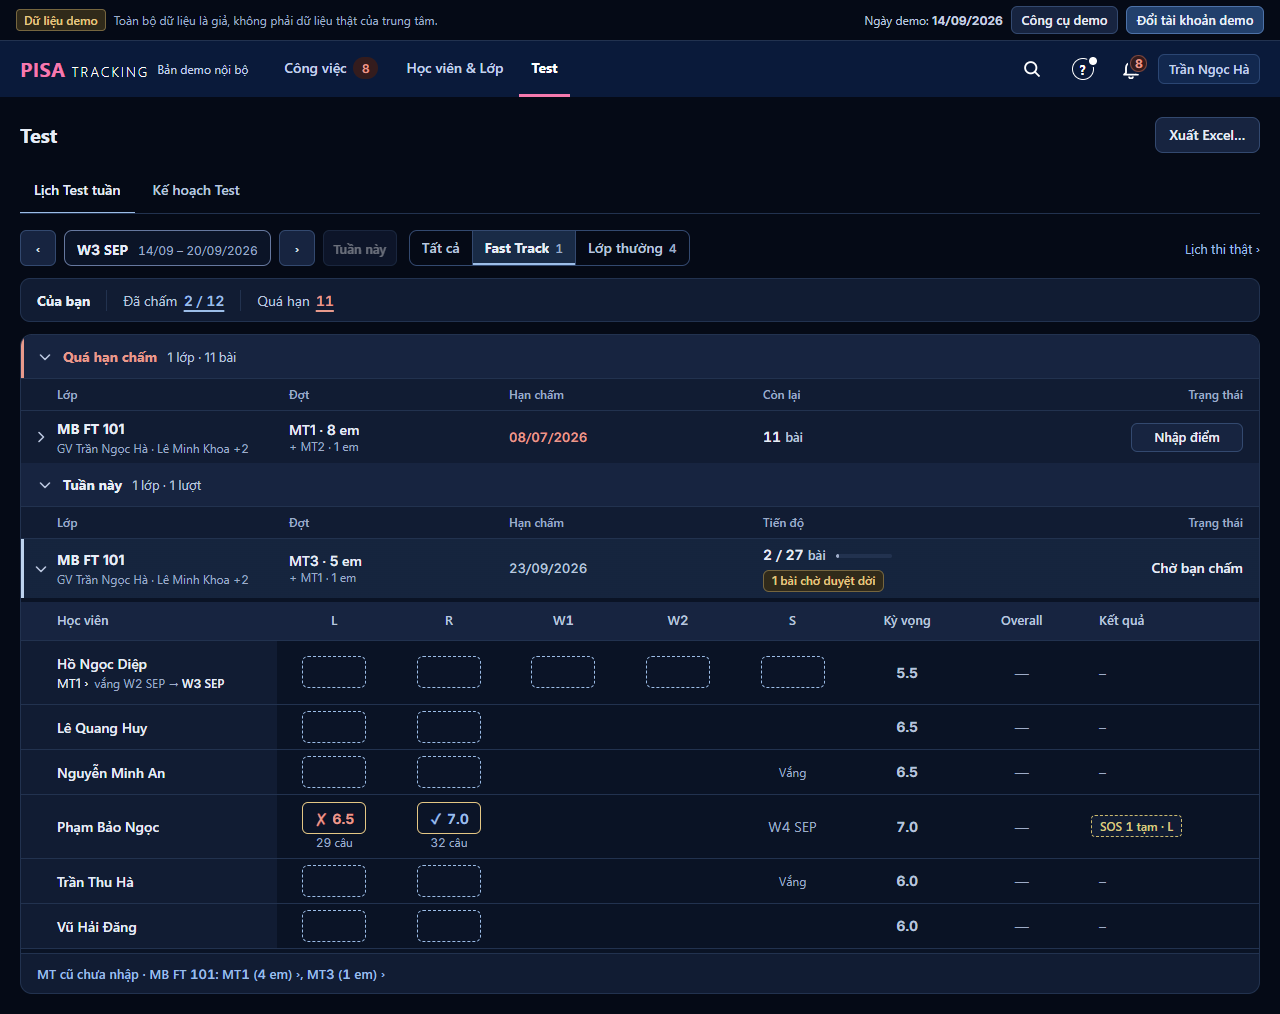 Dữ liệu demo Toàn bộ dữ liệu là giả, không phải dữ liệu thật của trung tâm. Ngày demo: 14/09/2026 Công cụ demo Đổi tài khoản demo
PISA TRACKING Bản demo nội bộ Công việc 8 Học viên & Lớp Test ? 8 Trần Ngọc Hà
Test Xuất Excel...
Lịch Test tuần Kế hoạch Test
‹ W3 SEP 14/09 – 20/09/2026 › Tuần này Tất cả Fast Track 1 Lớp thường 4 Lịch thi thật ›
Của bạn Đã chấm 2 / 12 Quá hạn 11
Quá hạn chấm 1 lớp · 11 bài
Lớp Đợt Hạn chấm Còn lại Trạng thái
MB FT 101 MT1 · 8 em 08/07/2026 11 bài Nhập điểm
GV Trần Ngọc Hà · Lê Minh Khoa +2 + MT2 · 1 em
Tuần này 1 lớp · 1 lượt
Lớp Đợt Hạn chấm Tiến độ Trạng thái
MB FT 101 MT3 · 5 em 23/09/2026 2 / 27 bài Chờ bạn chấm
GV Trần Ngọc Hà · Lê Minh Khoa +2 + MT1 · 1 em 1 bài chờ duyệt dời
Học viên L R W1 W2 S Kỳ vọng Overall Kết quả
Hồ Ngọc Diệp 5.5 — –
MT1 › vắng W2 SEP → W3 SEP
Lê Quang Huy 6.5 — –
Nguyễn Minh An Vắng 6.5 — –
Phạm Bảo Ngọc ✗ 6.5 ✓ 7.0 W4 SEP 7.0 — SOS 1 tạm · L
29 câu 32 câu
Trần Thu Hà Vắng 6.0 — –
Vũ Hải Đăng 6.0 — –
MT cũ chưa nhập · MB FT 101: MT1 (4 em) ›, MT3 (1 em) ›